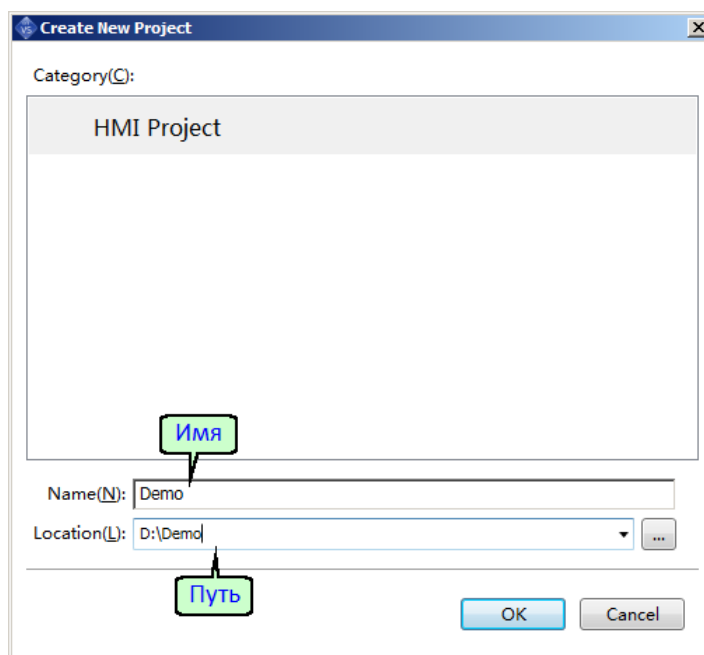 Create New Project
Category(C):
HMI Project
Имя
Name(N): Demo
Location(L): D:\Demo ...
Путь
OK Cancel